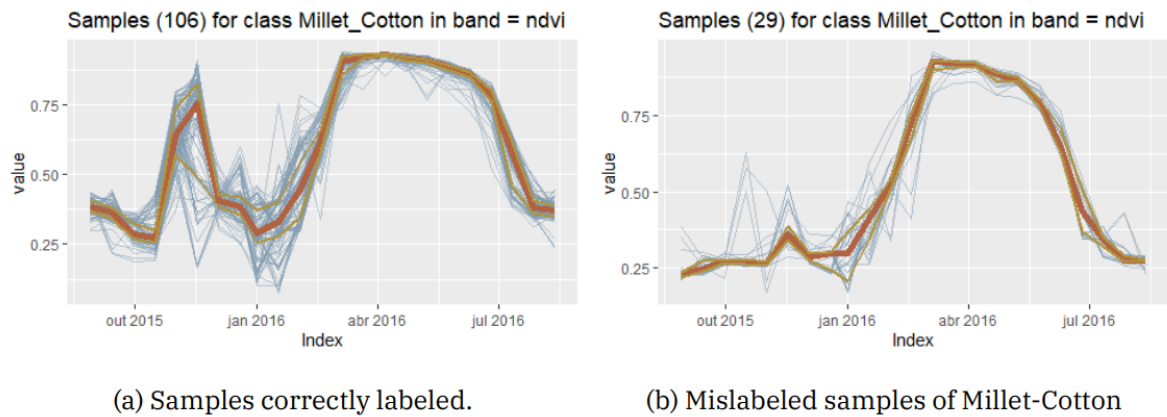 Samples (106) for class Millet_Cotton in band = ndvi
value
0.75
0.50
0.25
out 2015
jan 2016
abr 2016
jul 2016
Index
(a) Samples correctly labeled.
Samples (29) for class Millet_Cotton in band = ndvi
value
0.75
0.50
0.25
out 2015
jan 2016
abr 2016
jul 2016
Index
(b) Mislabeled samples of Millet-Cotton